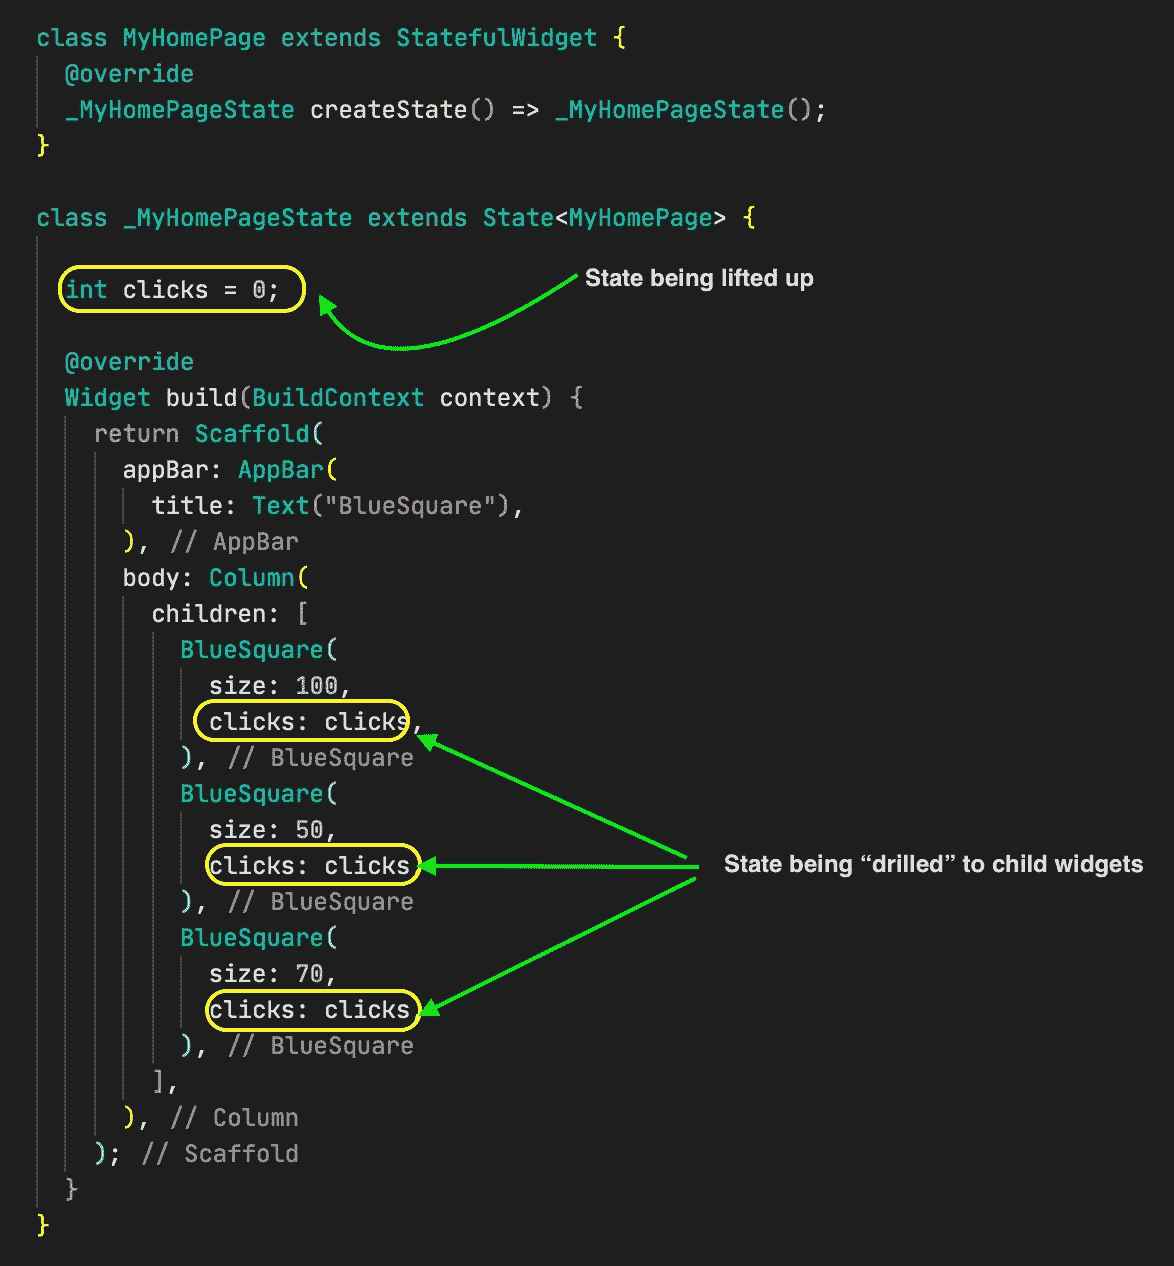 class MyHomePage extends StatefulWidget {
@override
_MyHomePageState createState() => _MyHomePageState();
}
class _MyHomePageState extends State<MyHomePage> {
int clicks = 0;
State being lifted up
@override
Widget build(BuildContext context) {
return Scaffold(
appBar: AppBar(
title: Text("BlueSquare"),
), // AppBar
body: Column(
children: [
BlueSquare(
size: 100,
clicks: clicks,
), // BlueSquare
BlueSquare(
size: 50,
clicks: clicks
State being “drilled” to child widgets
), // BlueSquare
BlueSquare(
size: 70,
clicks: clicks,
), // BlueSquare
],
), // Column
); // Scaffold
}
}